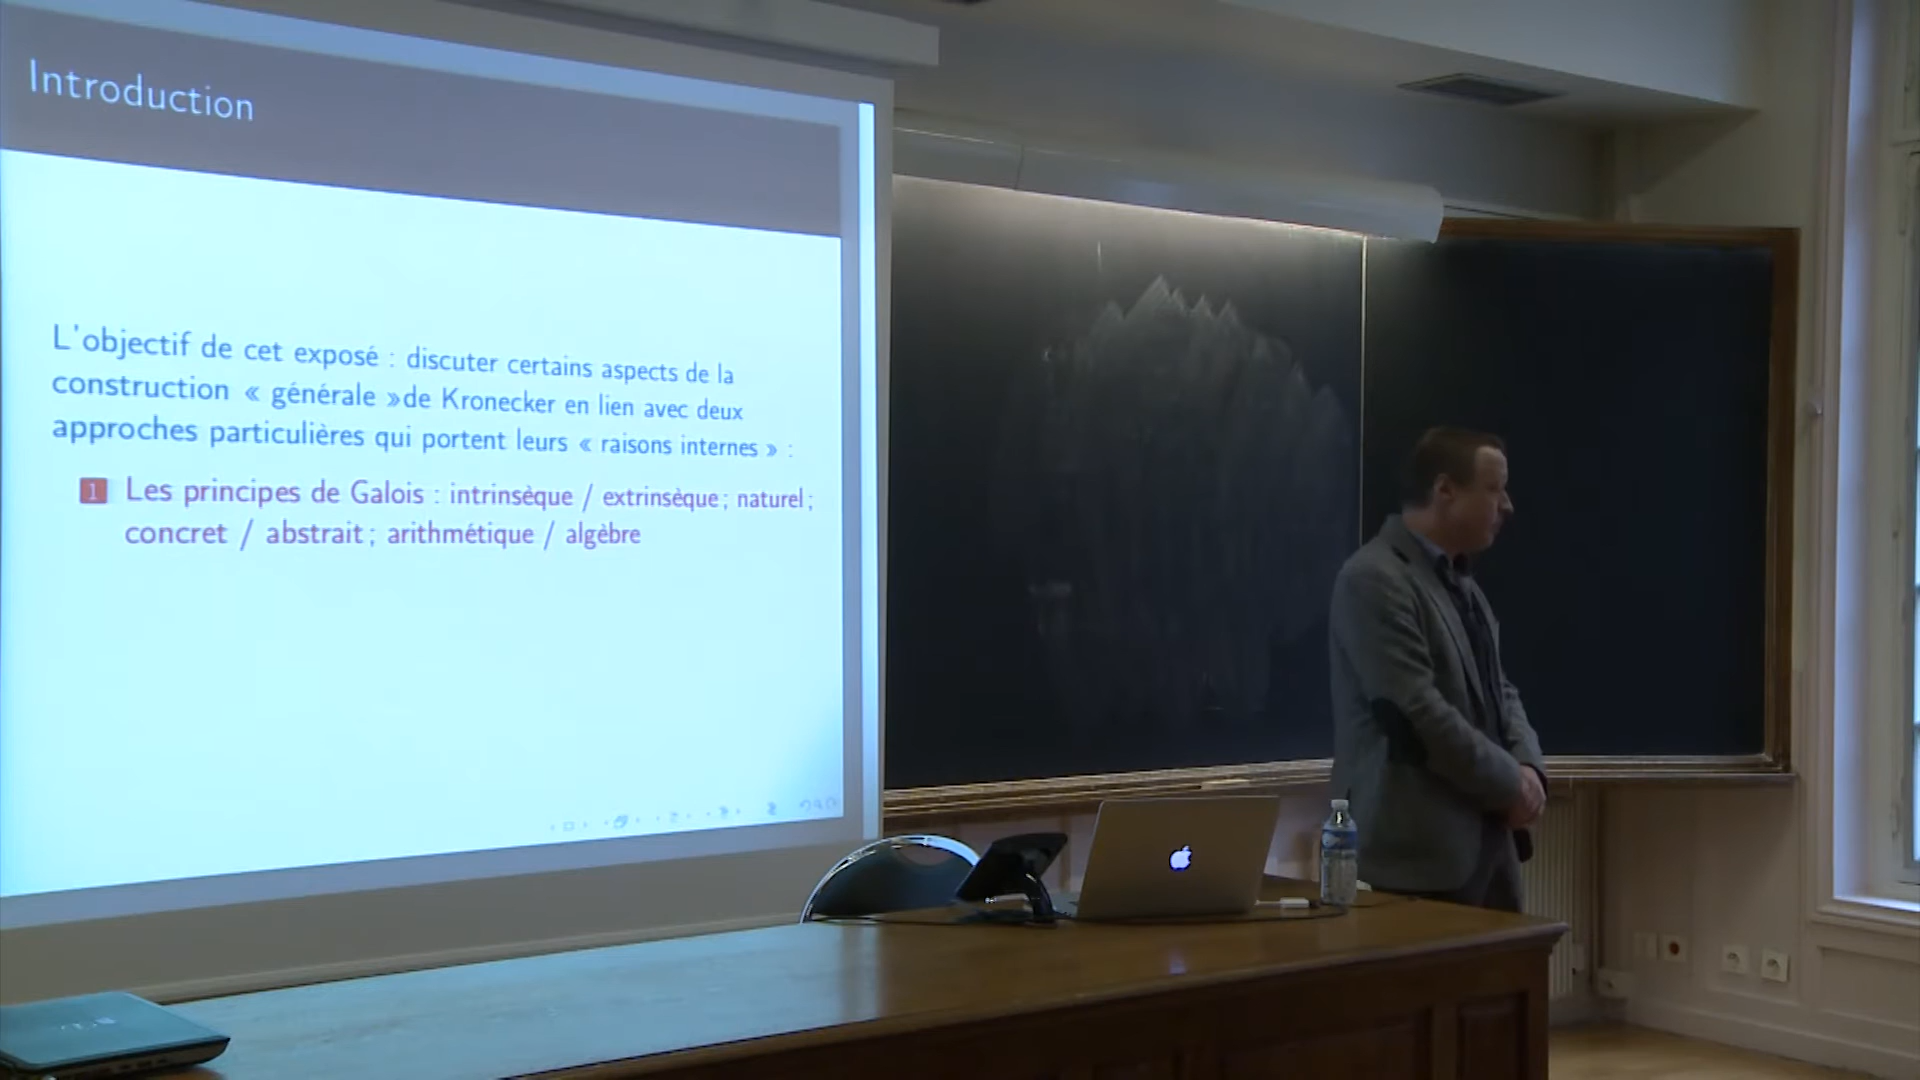 Introduction
L'objectif de cet exposé : discuter certains aspects de la
construction « générale »de Kronecker en lien avec deux
approches particulières qui portent leurs « raisons internes » :
1 Les principes de Galois : intrinsèque / extrinsèque ; naturel ;
concret / abstrait ; arithmétique / algèbre